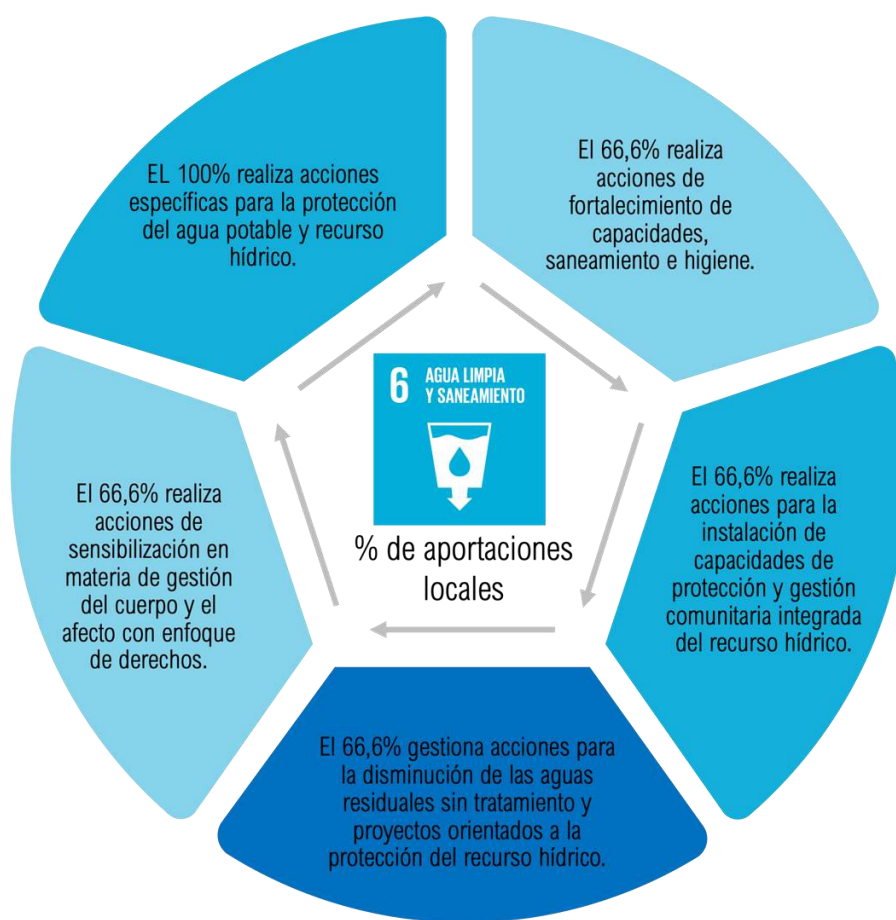 EL 100% realiza acciones
específicas para la protección
del agua potable y recurso
hídrico.
El 66,6% realiza
acciones de
fortalecimiento de
capacidades,
saneamiento e higiene.
6 AGUA LIMPIA
Y SANEAMIENTO
% de aportaciones
locales
El 66,6% realiza
acciones para la
instalación de
capacidades de
protección y gestión
comunitaria integrada
del recurso hídrico.
El 66,6% gestiona acciones para
la disminución de las aguas
residuales sin tratamiento y
proyectos orientados a la
protección del recurso hídrico.
El 66,6% realiza
acciones de
sensibilización en
materia de gestión
del cuerpo y el
afecto con enfoque
de derechos.